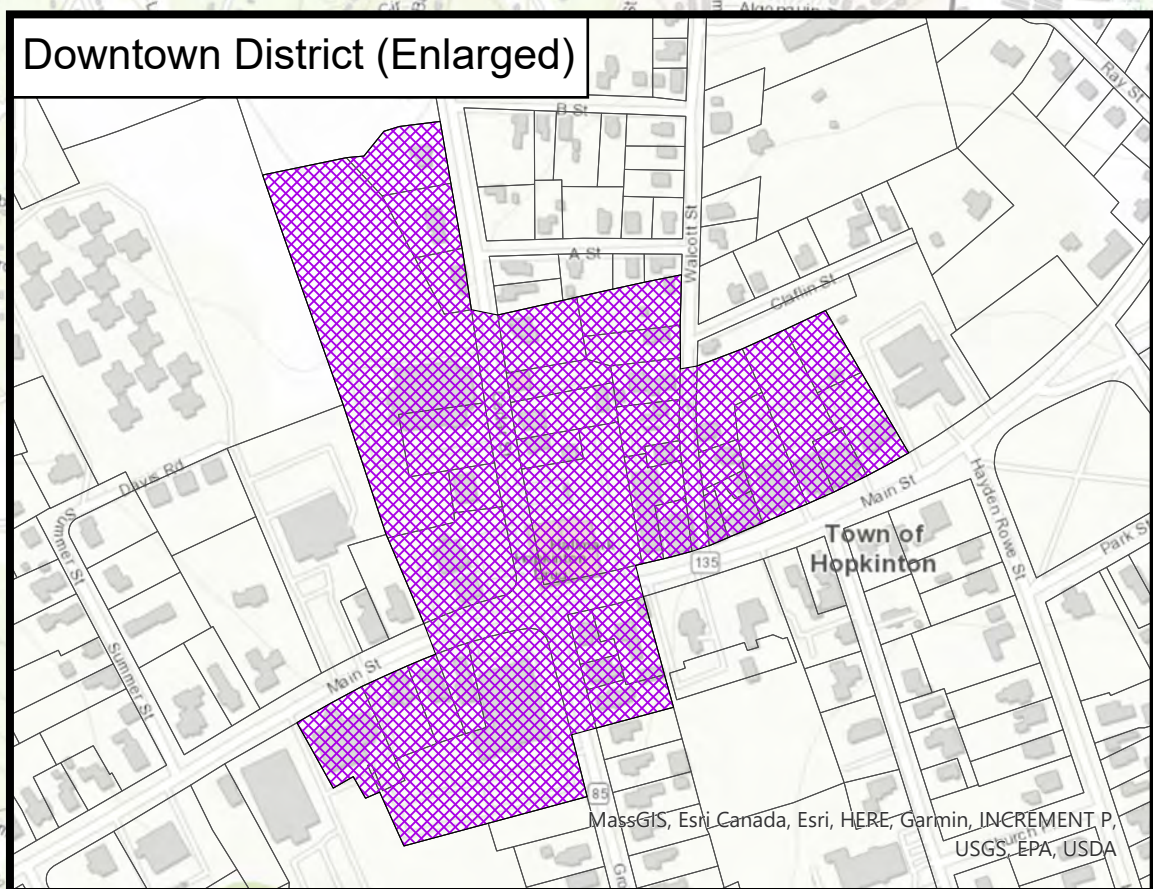 Algonquin
Downtown District (Enlarged)
Ray St
B St
Walcott St
A St
Claflin St
Davis Rd
Main St
Hayden Rowe St
Summer St
Town of
Hopkinton
Park St
135
Summer St
Main St
85
MassGIS, Esri Canada, Esri, HERE, Garmin, INCREMENT P,
USGS, EPA, USDA